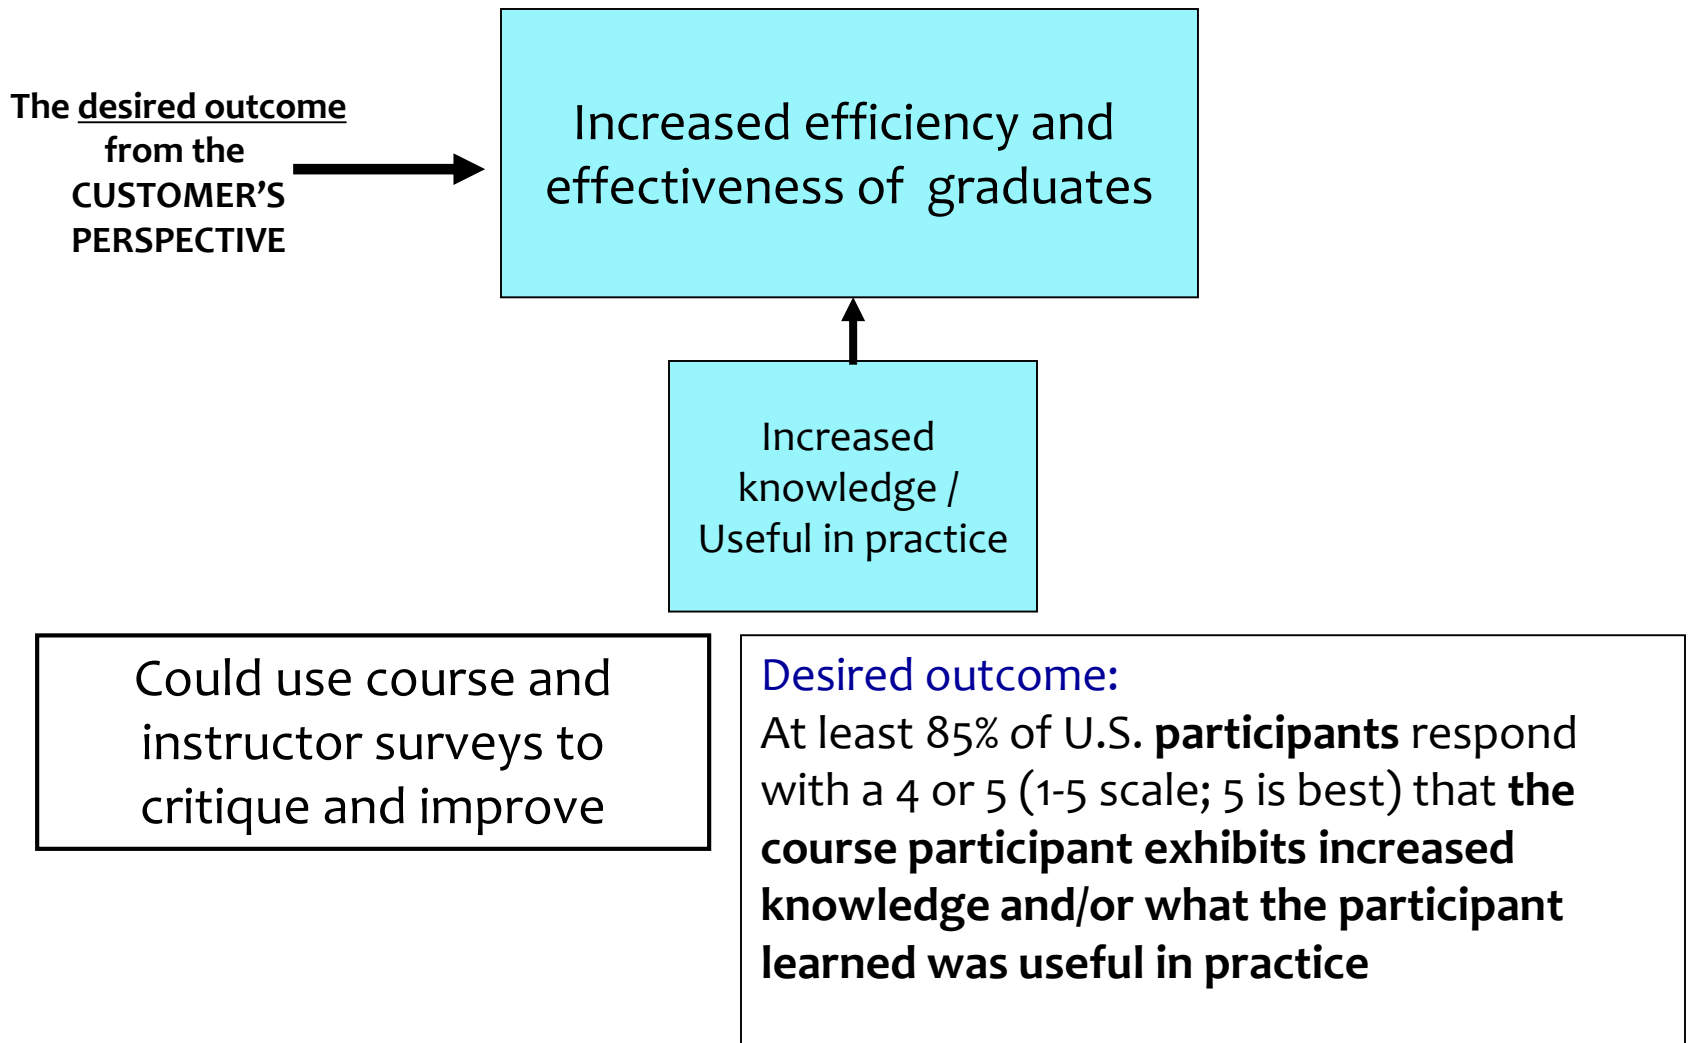 The desired outcome
from the
CUSTOMER’S
PERSPECTIVE
Increased efficiency and
effectiveness of graduates
Increased
knowledge /
Useful in practice
Could use course and
instructor surveys to
critique and improve
Desired outcome:
At least 85% of U.S. participants respond
with a 4 or 5 (1-5 scale; 5 is best) that the
course participant exhibits increased
knowledge and/or what the participant
learned was useful in practice